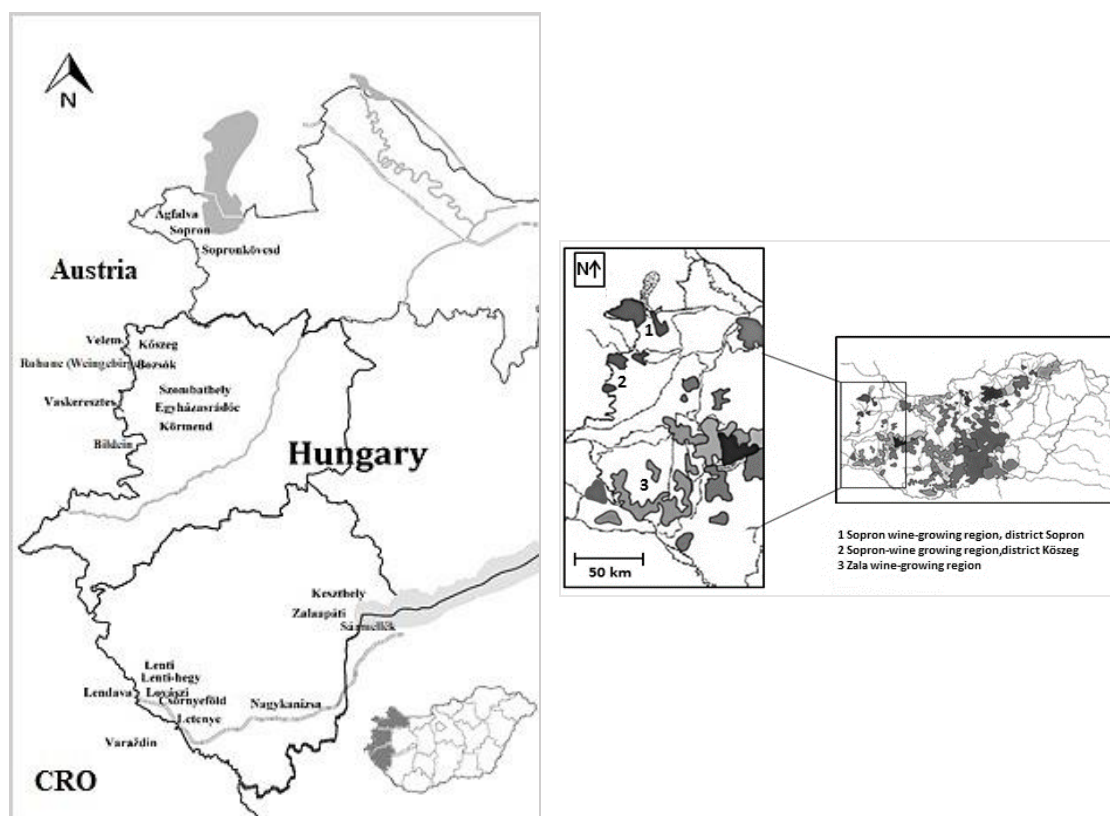 N
Agfalva
Sopron
Sopronkövesd
Austria
Velem
Kőszeg
Bozsók
Szombathely
Vaskeresztes
Egyházasrádóc
Körmend
Bildein
Hungary
Keszthely
Zalaapáti
Sármellék
Lenti
Lenti-hegy
Lendava
Lovászi
Csörnyeföld
Nagykanizsa
Letenye
Varaždin
CRO
N↑
1
2
3
50 km
1 Sopron wine-growing region, district Sopron
2 Sopron-wine growing region,district Köszeg
3 Zala wine-growing region